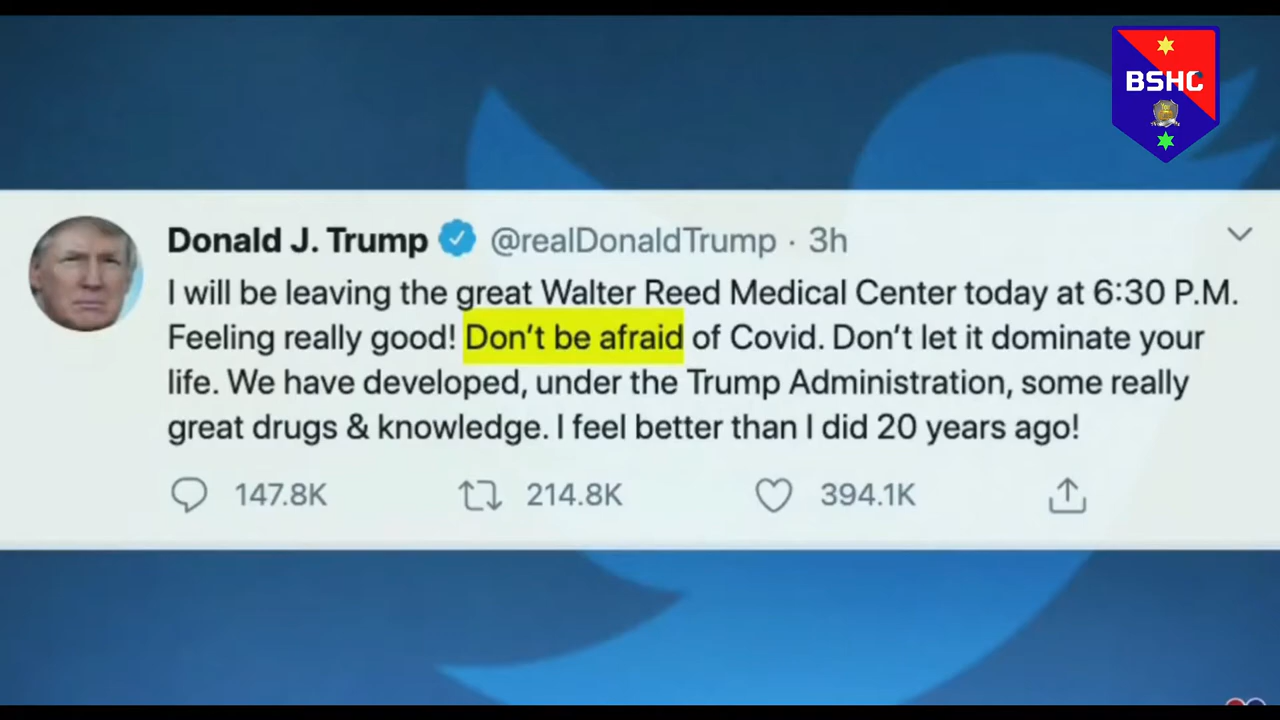 BSHC
Donald J. Trump @realDonaldTrump · 3h
I will be leaving the great Walter Reed Medical Center today at 6:30 P.M.
Feeling really good! Don’t be afraid of Covid. Don’t let it dominate your
life. We have developed, under the Trump Administration, some really
great drugs & knowledge. I feel better than I did 20 years ago!
147.8K 214.8K 394.1K